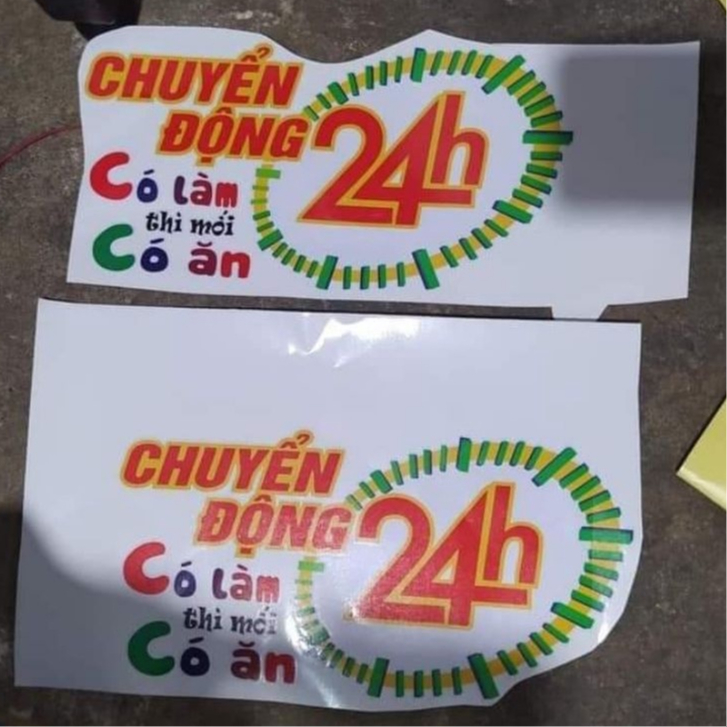 CHUYỂN
ĐỘNG 24h
Có làm
thì mới
Có ăn
CHUYỂN
ĐỘNG 24h
Có làm
thì mới
Có ăn